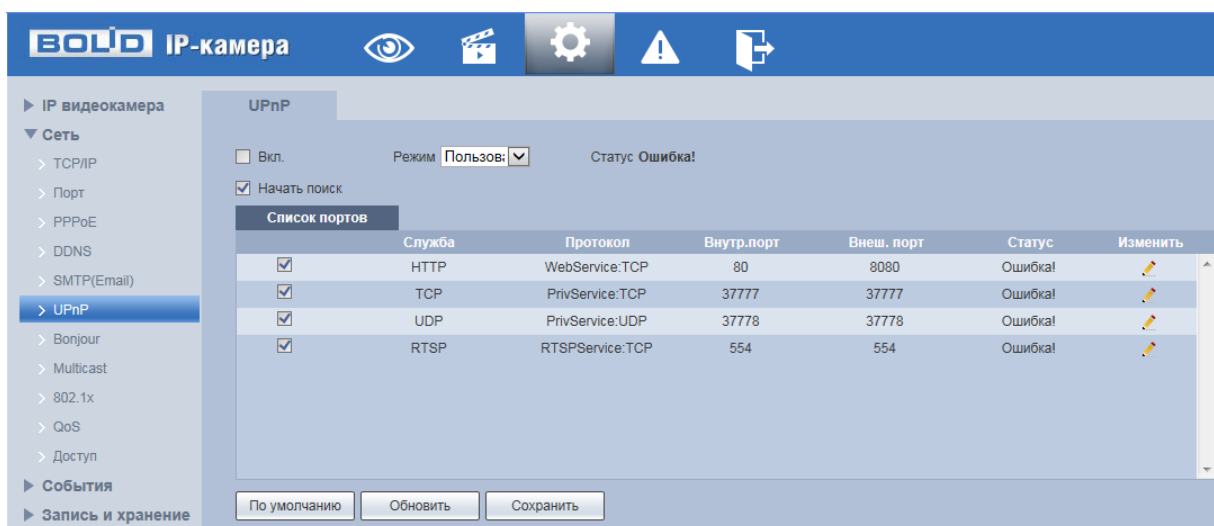 BOLID IP-камера
IP видеокамера
Сеть
TCP/IP
Порт
PPPoE
DDNS
SMTP(Email)
UPnP
Bonjour
Multicast
802.1x
QoS
Доступ
События
Запись и хранение
UPnP
Вкл. Режим Пользова Статус Ошибка!
Начать поиск
Список портов
Служба Протокол Внутр.порт Внеш. порт Статус Изменить
HTTP WebService:TCP 80 8080 Ошибка!
TCP PrivService:TCP 37777 37777 Ошибка!
UDP PrivService:UDP 37778 37778 Ошибка!
RTSP RTSPService:TCP 554 554 Ошибка!
По умолчанию Обновить Сохранить